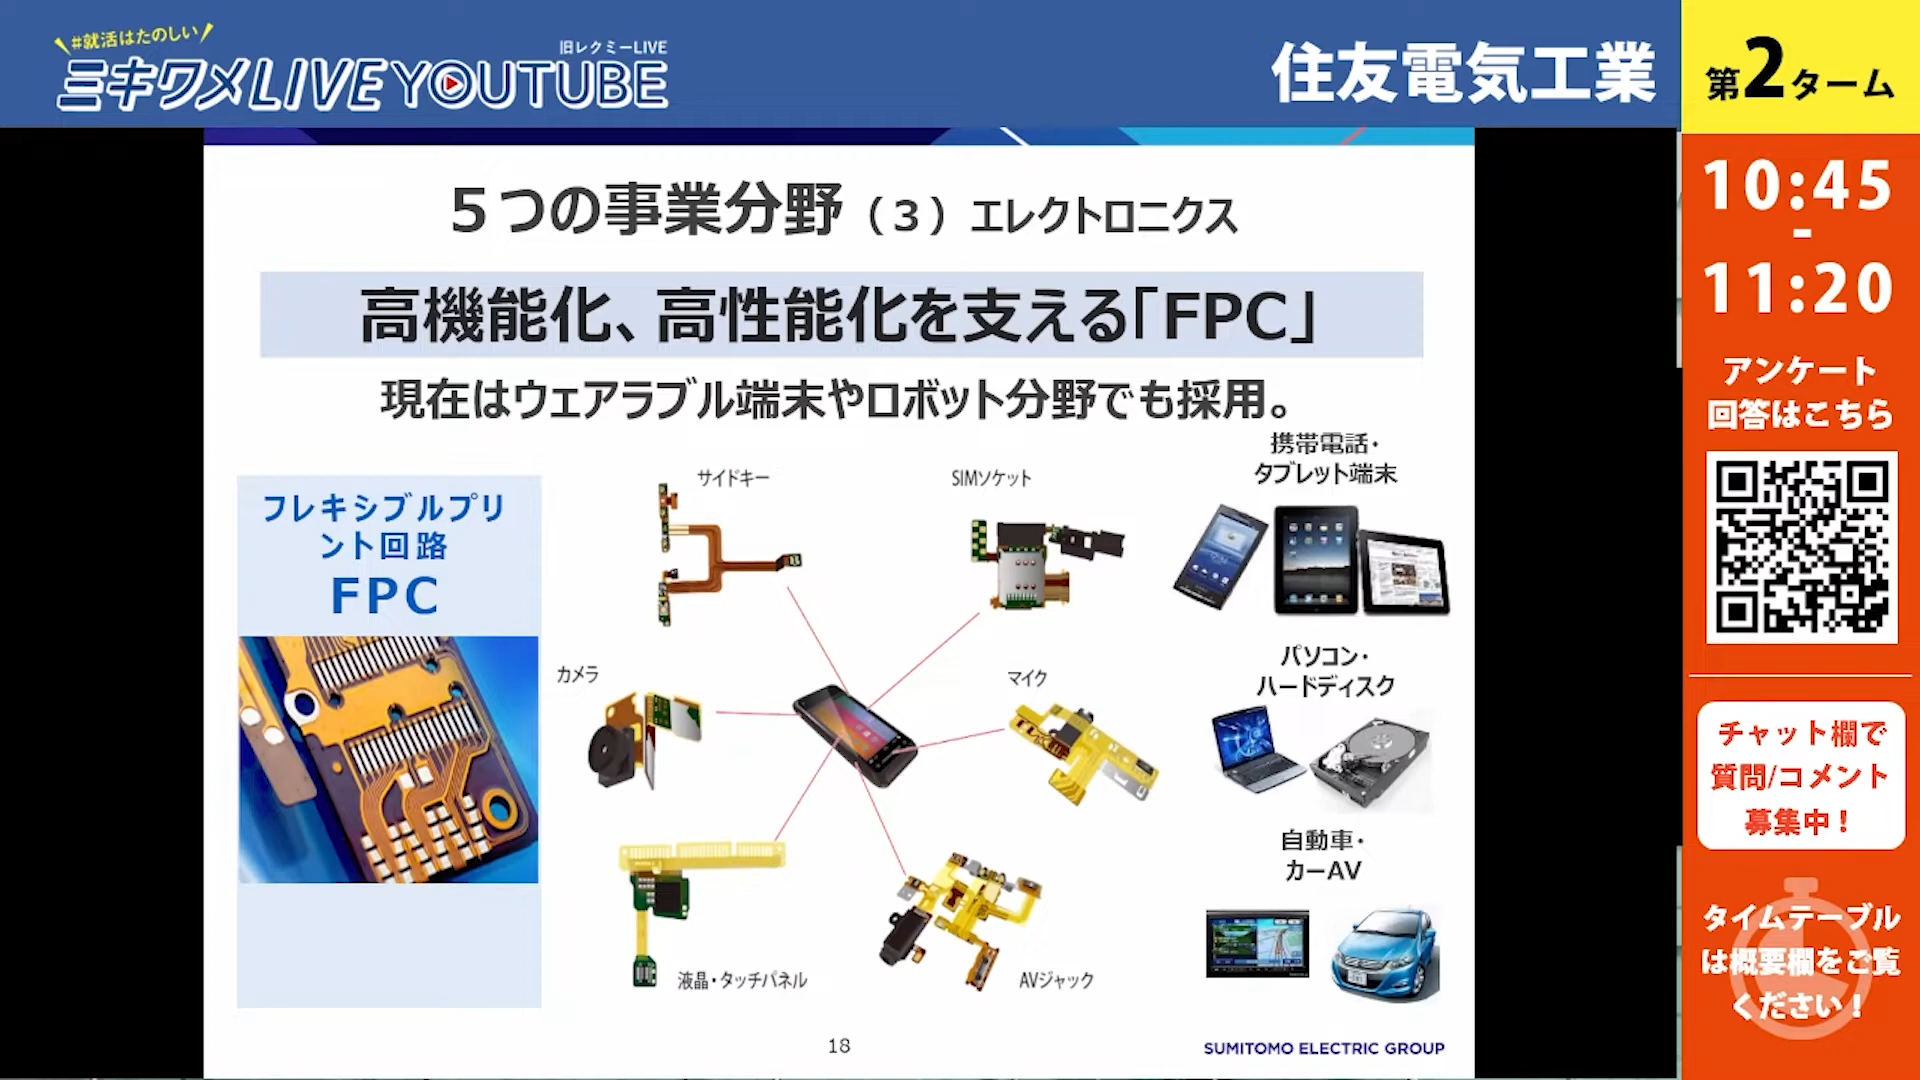 #就活はたのしい
旧レクミーLIVE
ミキワメLIVE YOUTUBE
住友電気工業
第2ターム
5つの事業分野（3）エレクトロニクス
高機能化、高性能化を支える「FPC」
現在はウェアラブル端末やロボット分野でも採用。
フレキシブルプリ
ント回路
FPC
サイドキー
SIMソケット
カメラ
マイク
液晶・タッチパネル
AVジャック
携帯電話・
タブレット端末
パソコン・
ハードディスク
自動車・
カーAV
18
SUMITOMO ELECTRIC GROUP
10:45
-
11:20
アンケート
回答はこちら
チャット欄で
質問/コメント
募集中！
タイムテーブル
は概要欄をご覧
ください！